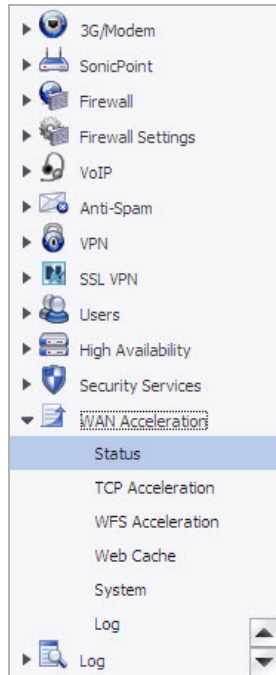 3G/Modem
SonicPoint
Firewall
Firewall Settings
VoIP
Anti-Spam
VPN
SSL VPN
Users
High Availability
Security Services
WAN Acceleration
Status
TCP Acceleration
WFS Acceleration
Web Cache
System
Log
Log